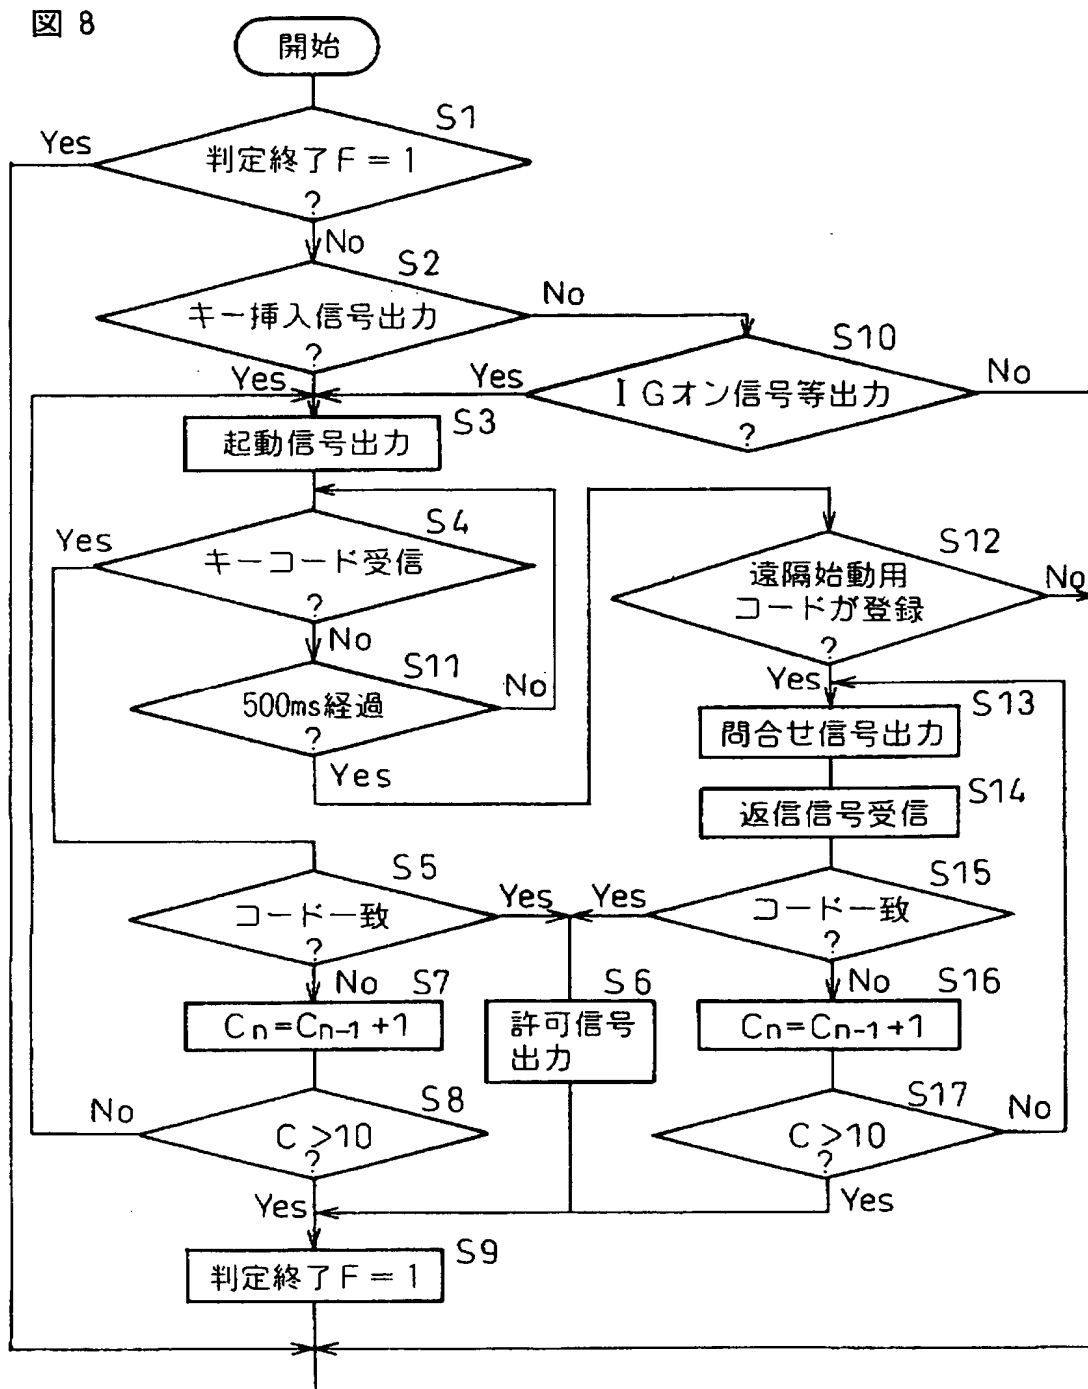 図 8
開始
S1
Yes
判定終了F=1
?
No
S2
No
キー挿入信号出力
?
S10
Yes
Yes
IGオン信号等出力
No
?
S3
起動信号出力
S4
Yes
キーコード受信
?
S12
遠隔始動用
No
コードが登録
?
No
S11
500ms経過
No
?
Yes
Yes
S13
問合せ信号出力
S14
返信信号受信
S5
Yes
Yes
S15
コード一致
コード一致
?
?
No
S7
S6
No
S16
Cn=Cn-1+1
許可信号
出力
Cn=Cn-1+1
S8
S17
No
C>10
C>10
No
?
?
Yes
Yes
S9
判定終了F=1